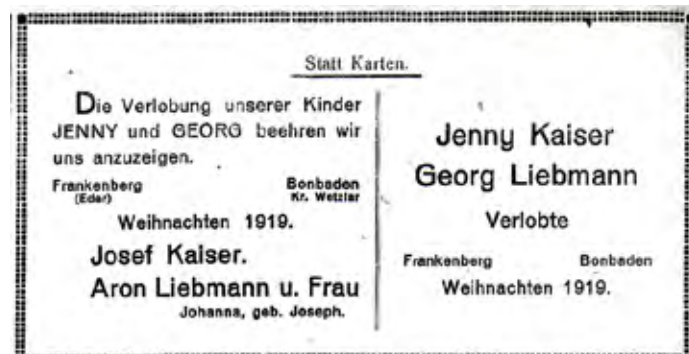 Statt Karten.
Die Verlobung unserer Kinder
JENNY und GEORG beehren wir
uns anzuzeigen.
Frankenberg Bonbaden
(Eder) Kr. Wetzlar
Weihnachten 1919.
Josef Kaiser.
Aron Liebmann u. Frau
Johanna, geb. Joseph.
Jenny Kaiser
Georg Liebmann
Verlobte
Frankenberg Bonbaden
Weihnachten 1919.